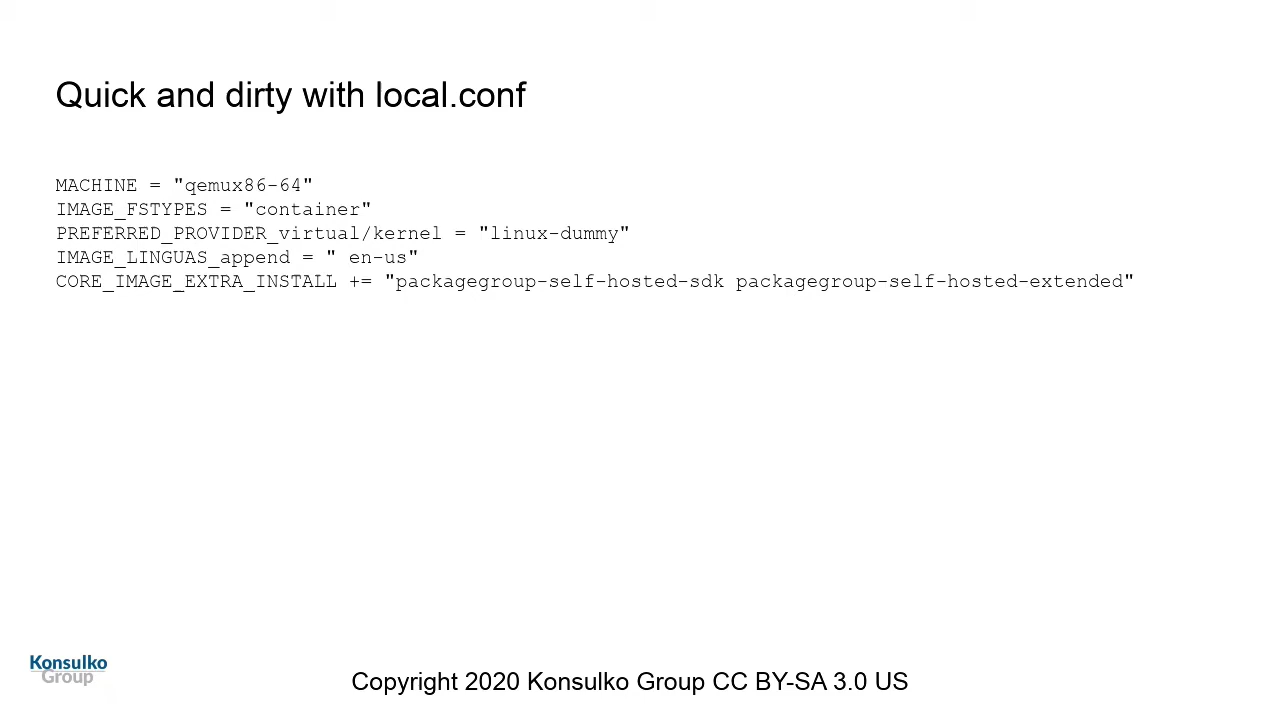 Quick and dirty with local.conf
MACHINE = "qemux86-64"
IMAGE_FSTYPES = "container"
PREFERRED_PROVIDER_virtual/kernel = "linux-dummy"
IMAGE_LINGUAS_append = " en-us"
CORE_IMAGE_EXTRA_INSTALL += "packagegroup-self-hosted-sdk packagegroup-self-hosted-extended"
Konsulko
Group
Copyright 2020 Konsulko Group CC BY-SA 3.0 US